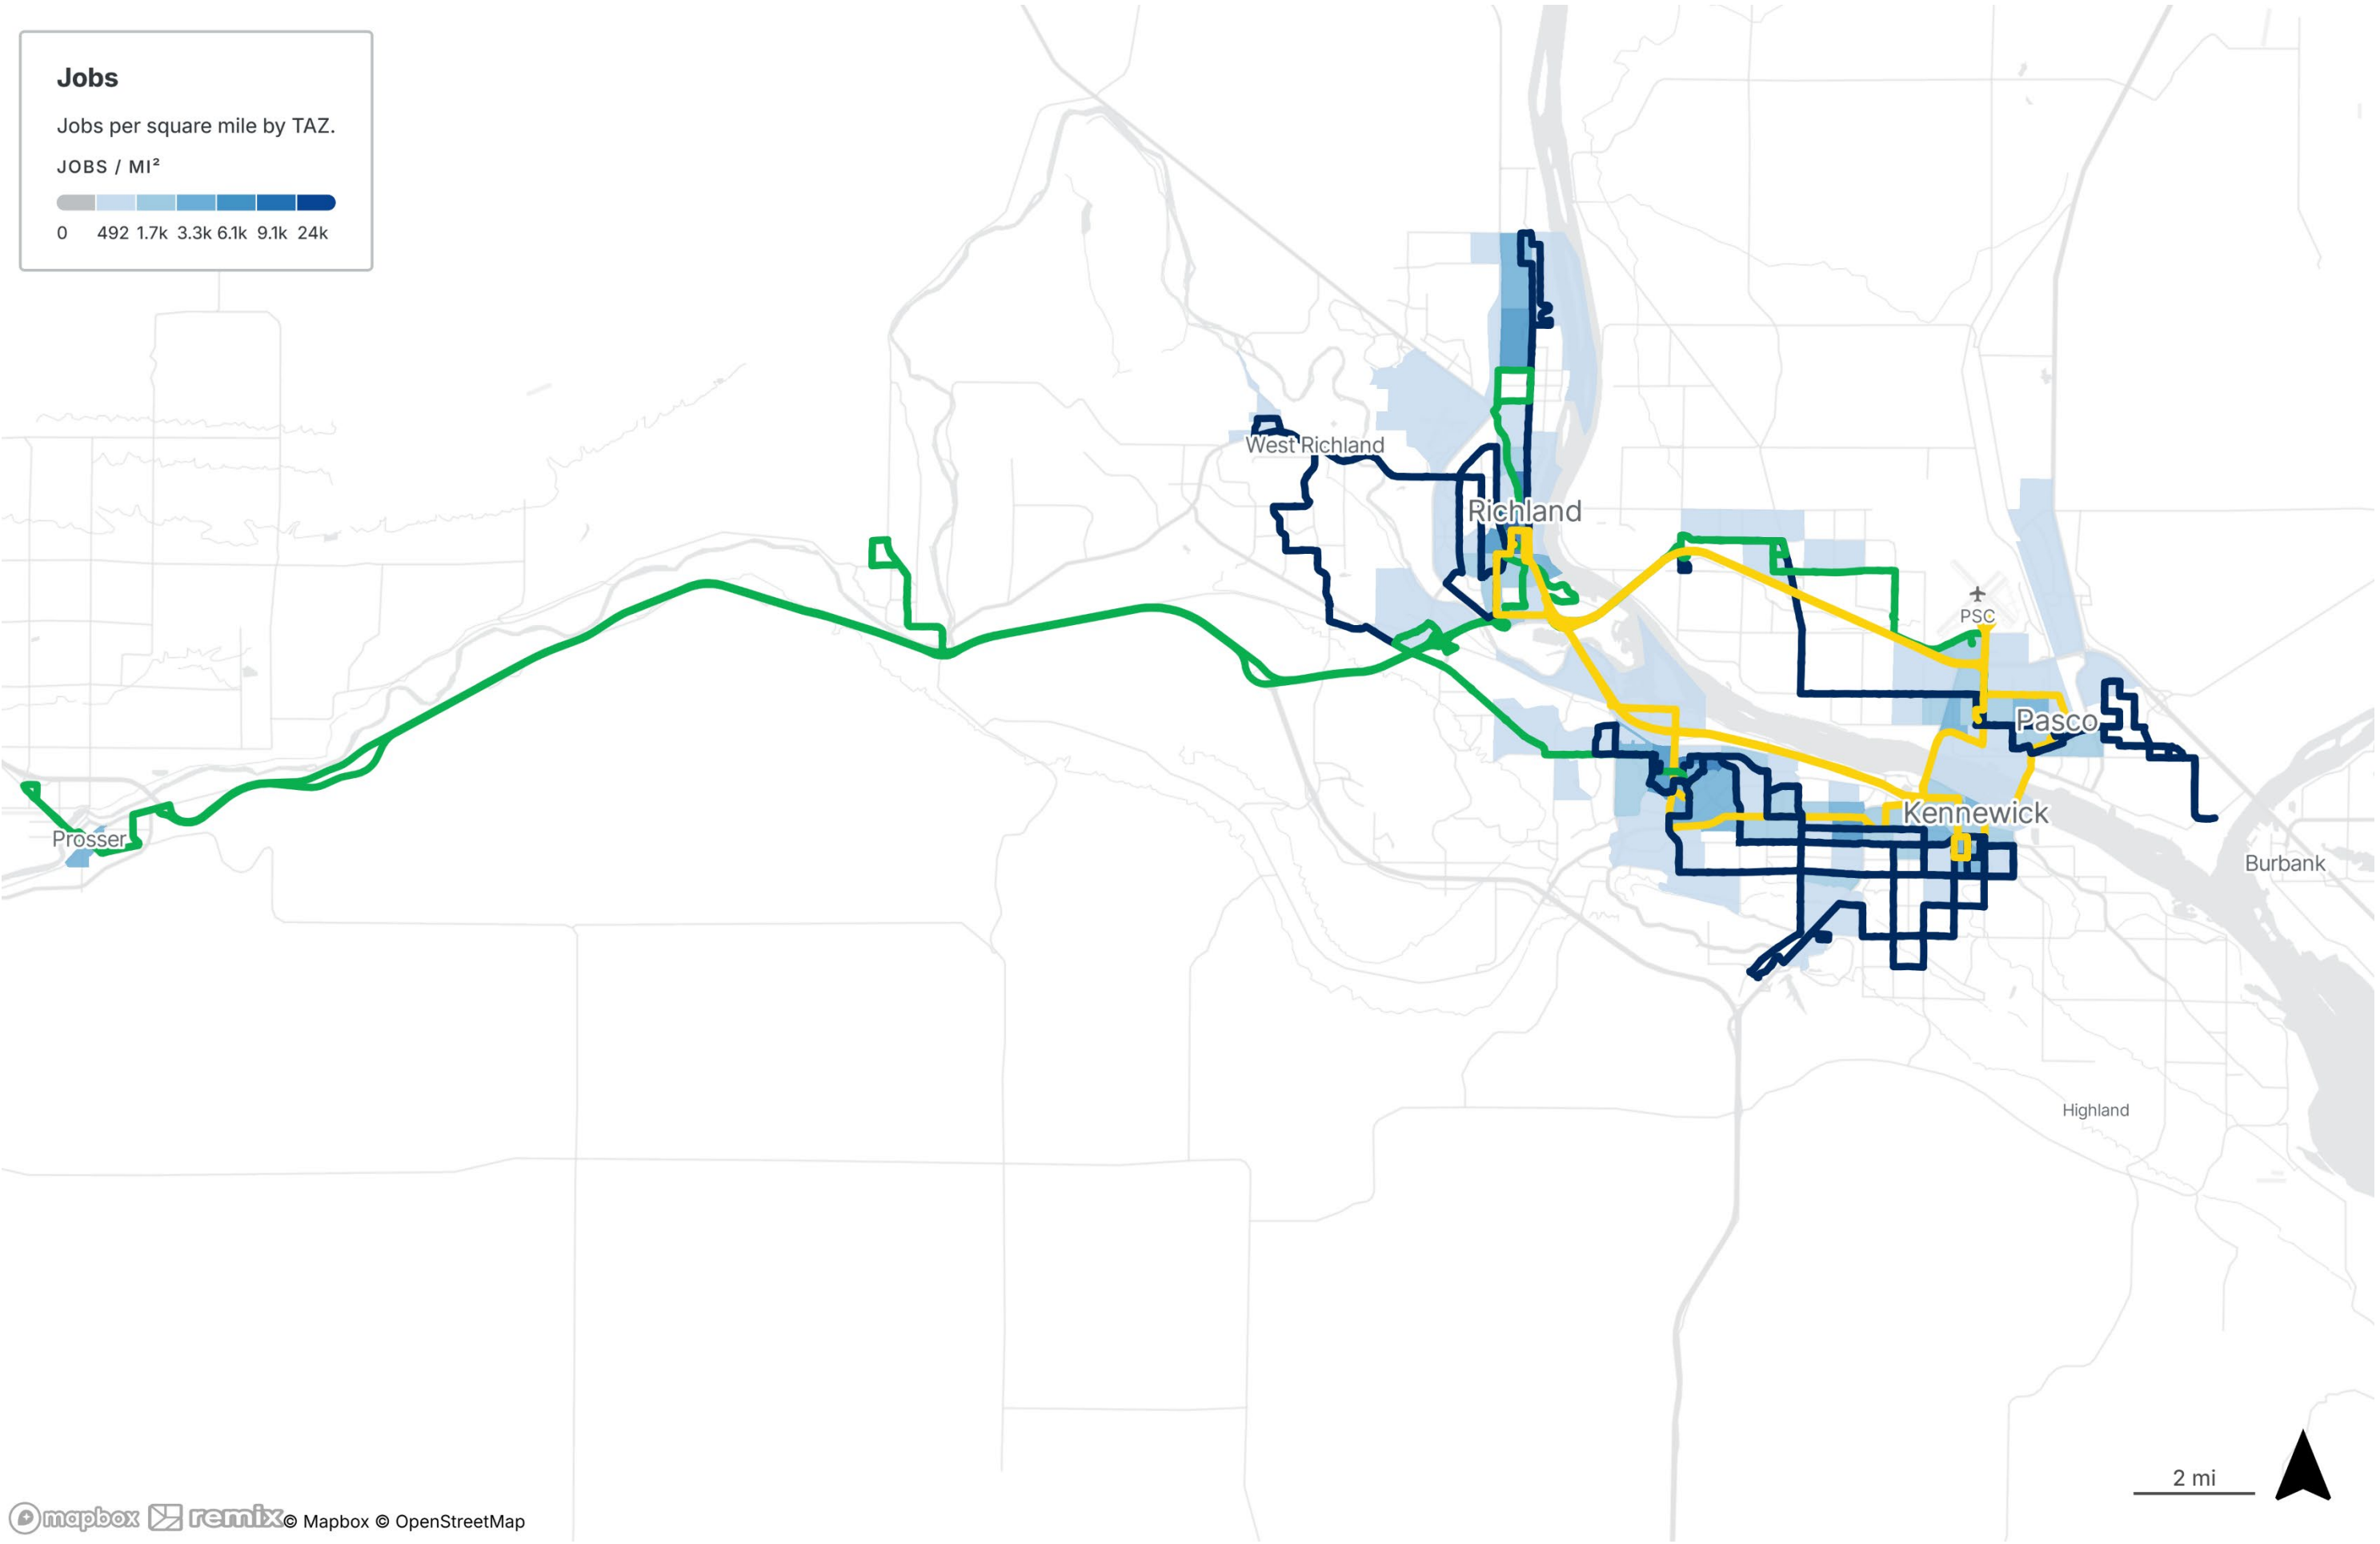 Jobs
Jobs per square mile by TAZ.
JOBS / MI²
0 492 1.7k 3.3k 6.1k 9.1k 24k
West Richland
Richland
PSC
Pasco
Kennewick
Prosser
Burbank
Highland
2 mi
mapbox remix © Mapbox © OpenStreetMap